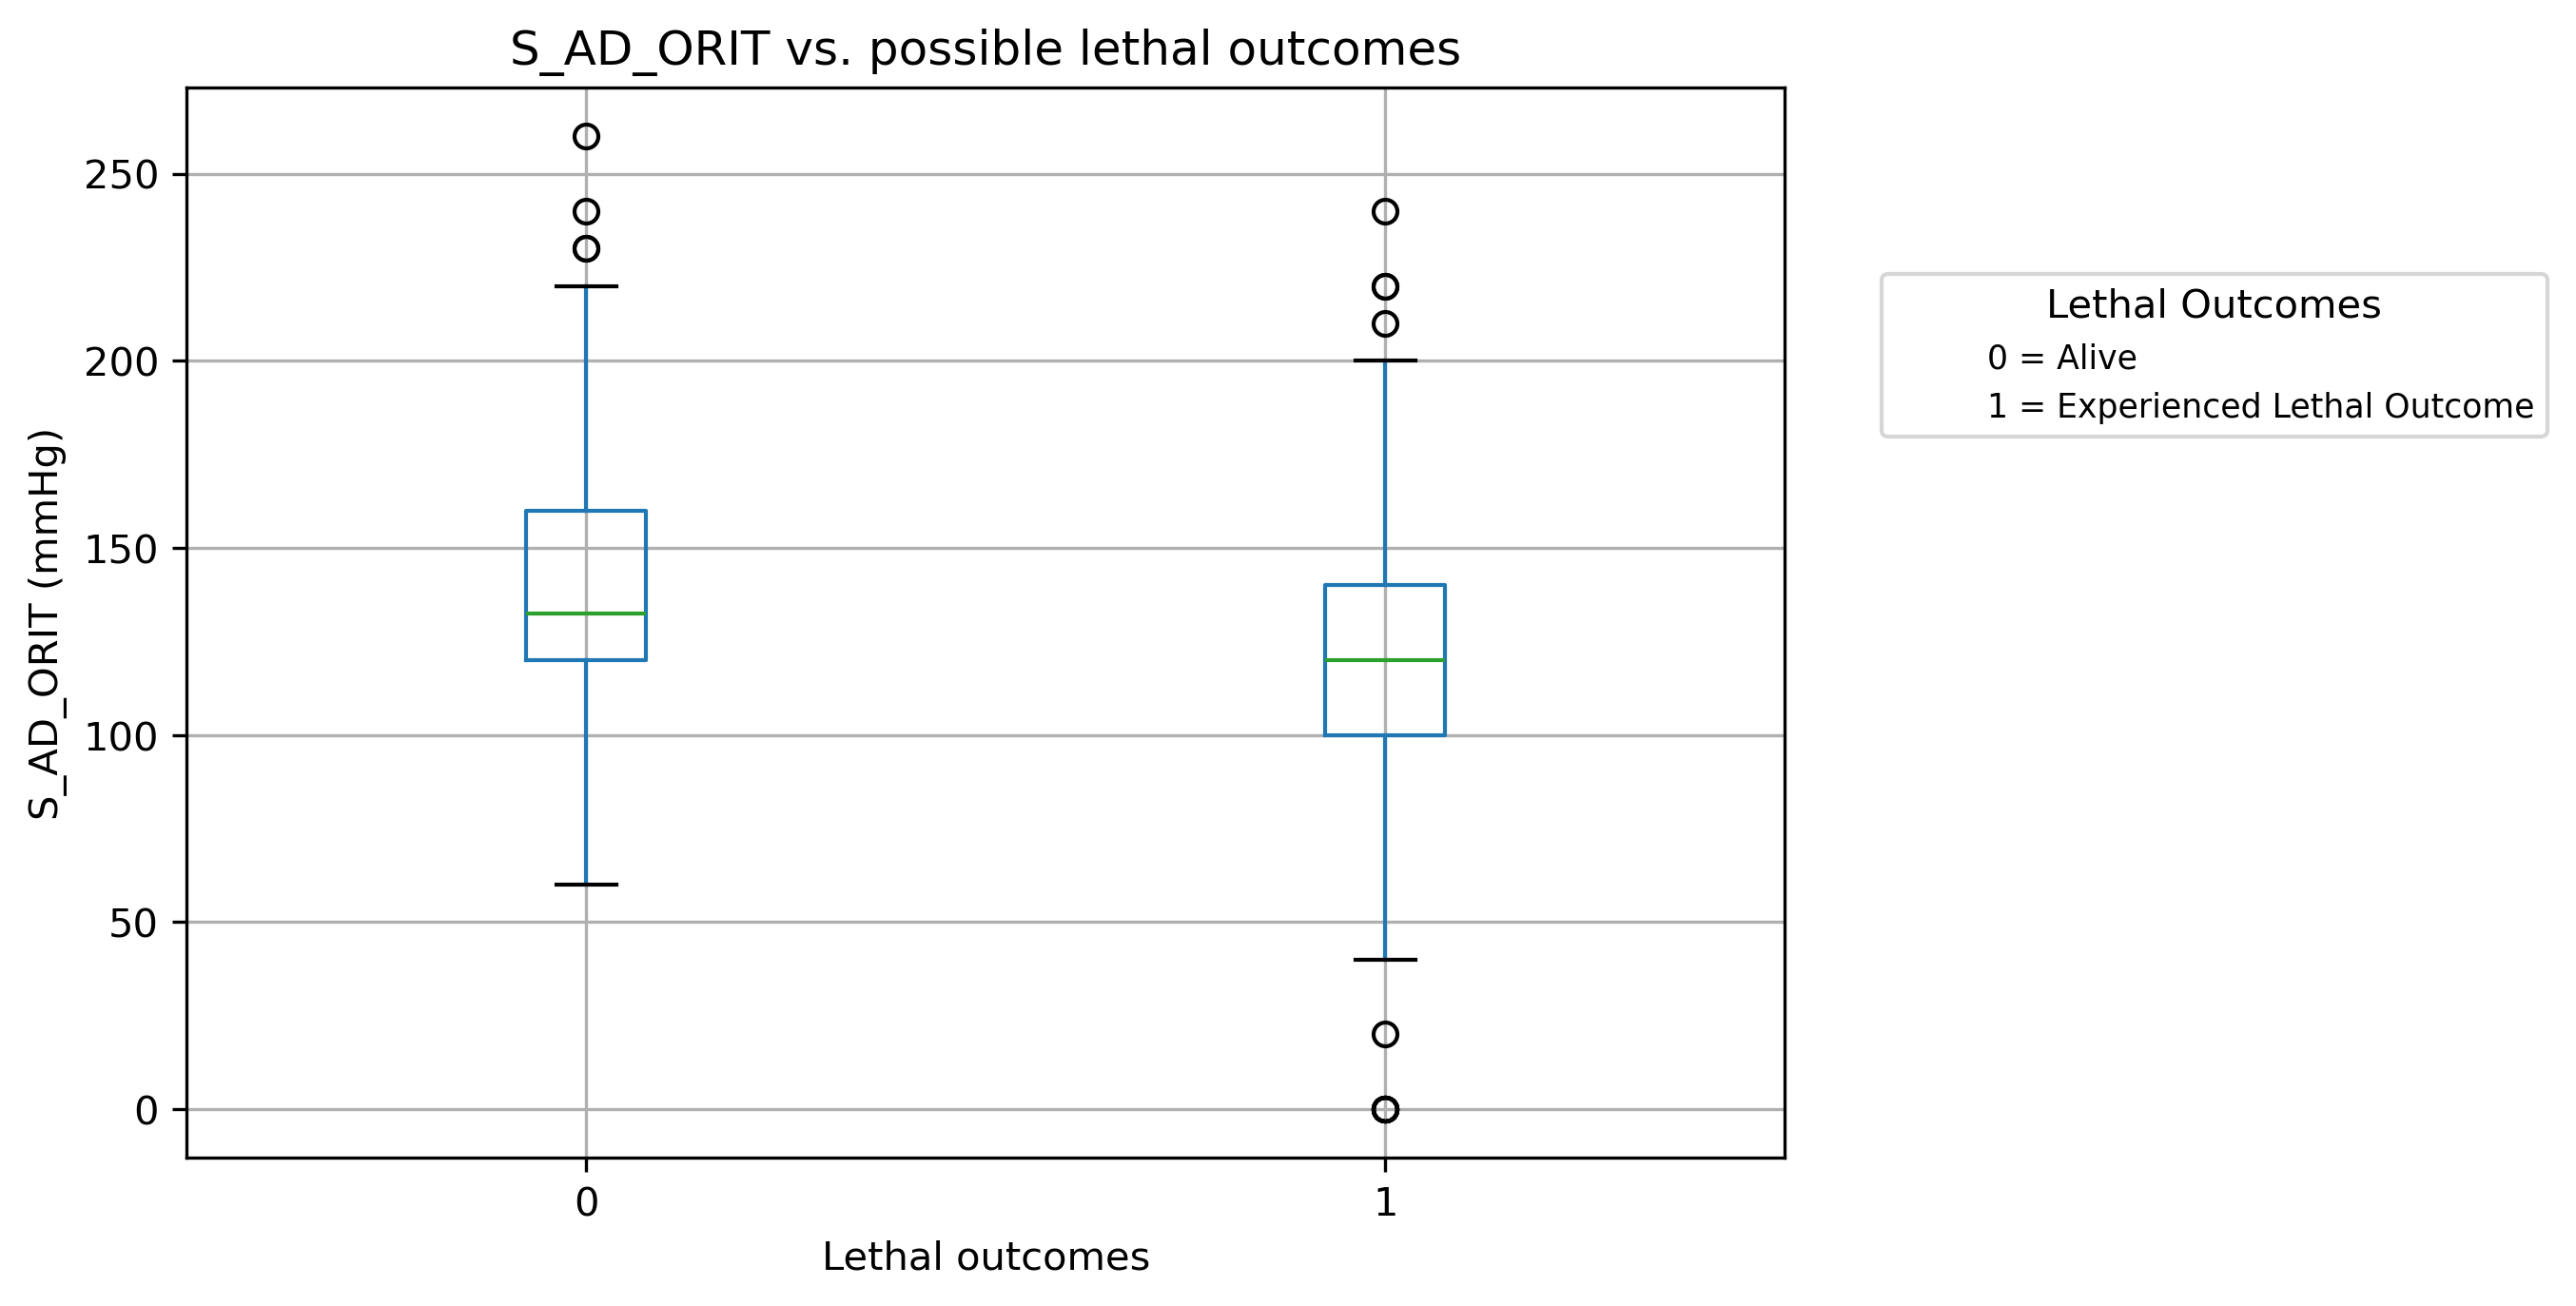 S_AD_ORIT vs. possible lethal outcomes
S_AD_ORIT (mmHg)
250
200
150
100
50
0
0
1
Lethal outcomes
Lethal Outcomes
0 = Alive
1 = Experienced Lethal Outcome